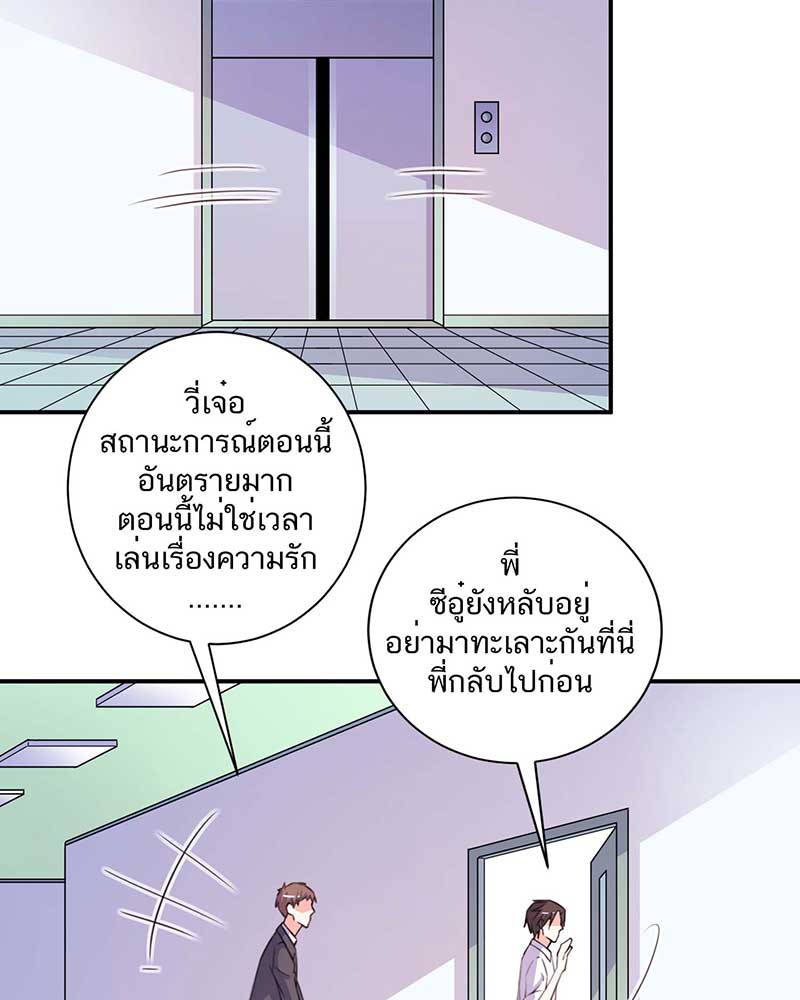 วี่เจ๋อ
สถานะการณ์ตอนนี้
อันตรายมาก
ตอนนี้ไม่ใช่เวลา
เล่นเรื่องความรัก
.......
พี่
ซีอู๋ยังหลับอยู่
อย่ามาทะเลาะกันที่นี่
พี่กลับไปก่อน